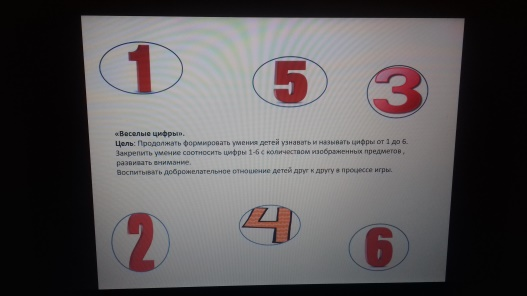 1 5 3
«Веселые цифры».
Цель: Продолжать формировать умения детей узнавать и называть цифры от 1 до 6.
Закрепить умение соотносить цифры 1-6 с количеством изображенных предметов ,
развивать внимание.
Воспитывать доброжелательное отношение детей друг к другу в процессе игры.
2 4 6